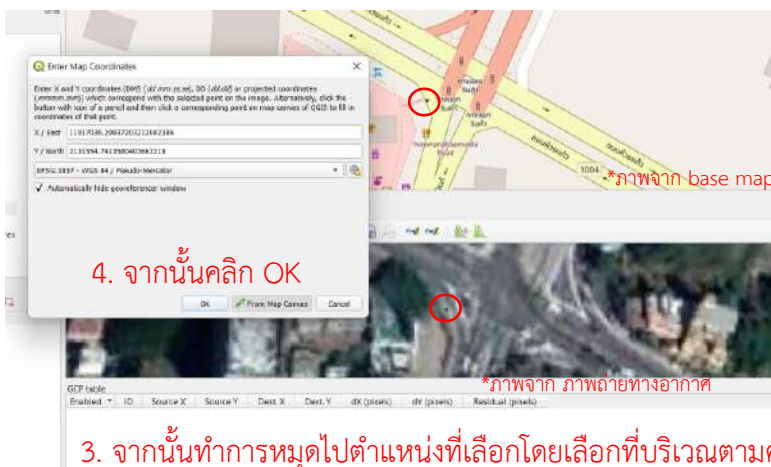 Enter Map Coordinates
Enter X and Y coordinates (DMS (dd mm ss.ss), DD (dd.dd) or projected coordinates
(mmmm.mm)) which correspond with the selected point on the image. Alternatively, click the
button with icon of a pencil and then click a corresponding point on map canvas of QGIS to fill in
coordinates of that point.
X / East
Y / North
EPSG:3857 - WGS 84 / Pseudo-Mercator
✓ Automatically hide georeferencer window
4. จากนั้นคลิก OK
OK From Map Canvas Cancel
1004
*ภาพจาก base map
*ภาพจาก ภาพถ่ายทางอากาศ
GCP table
Enabled ID Source X Source Y Dest. X Dest. Y dX (pixels) dY (pixels) Residual (pixels)
3. จากนั้นทำการหมุดไปตำแหน่งที่เลือกโดยเลือกที่บริเวณตาม